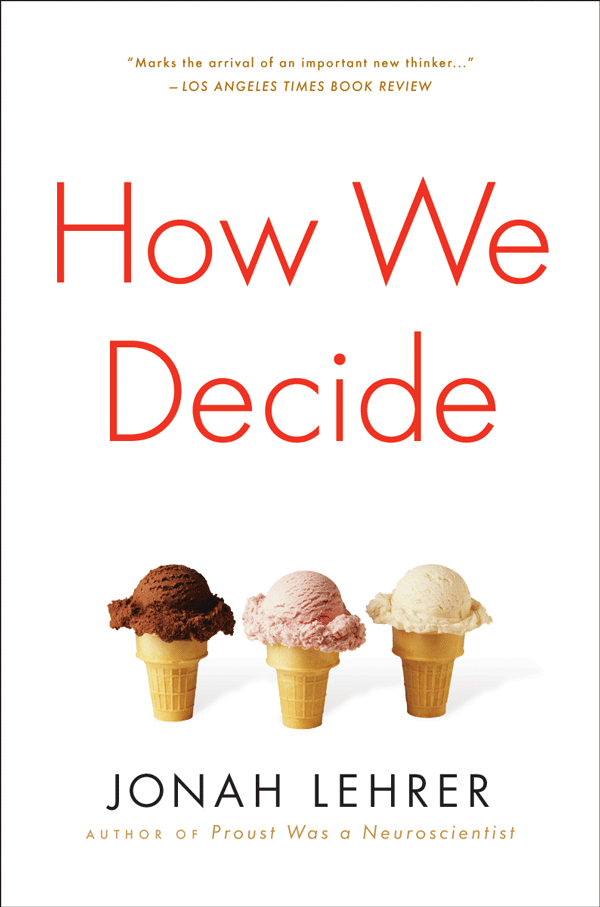 “Marks the arrival of an important new thinker...”
— LOS ANGELES TIMES BOOK REVIEW
How We
Decide
JONAH LEHRER
AUTHOR OF Proust Was a Neuroscientist